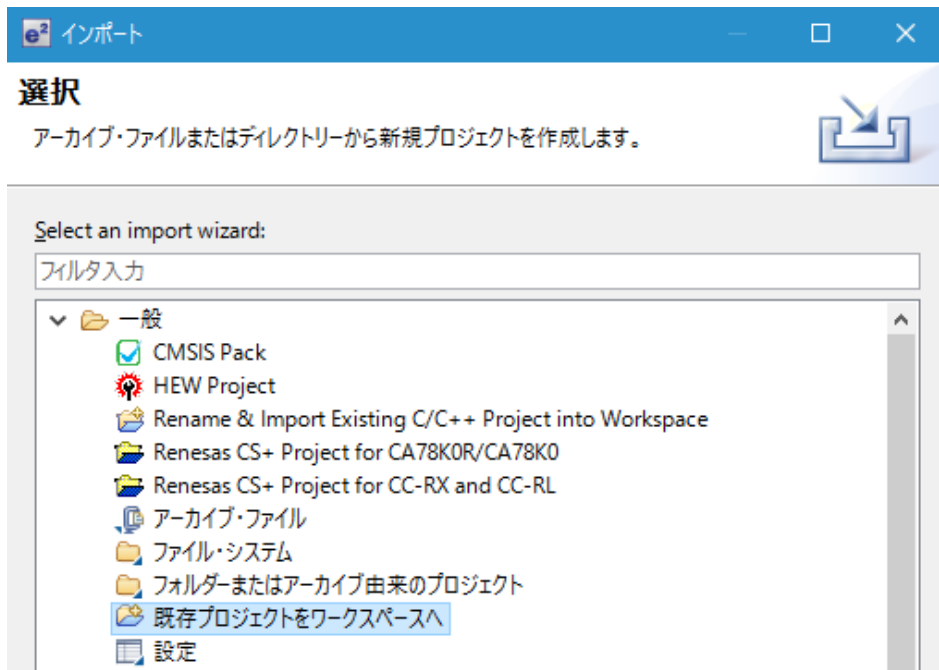 e² インポート
選択
アーカイブ・ファイルまたはディレクトリーから新規プロジェクトを作成します。
Select an import wizard:
フィルタ入力
一般
CMSIS Pack
HEW Project
Rename & Import Existing C/C++ Project into Workspace
Renesas CS+ Project for CA78K0R/CA78K0
Renesas CS+ Project for CC-RX and CC-RL
アーカイブ・ファイル
ファイル・システム
フォルダーまたはアーカイブ由来のプロジェクト
既存プロジェクトをワークスペースへ
設定